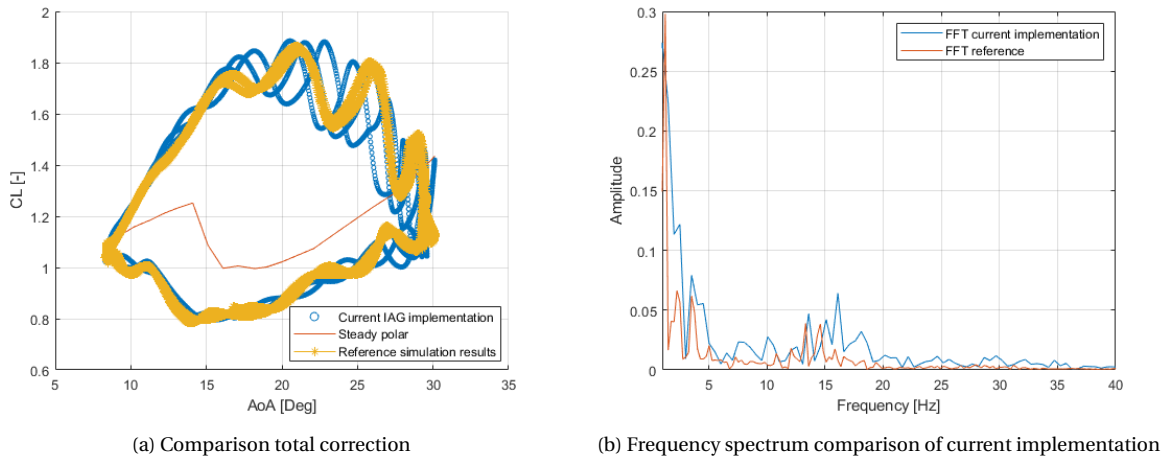 2
1.8
1.6
1.4
1.2
1
0.8
0.6
CL [-]
5
10
15
20
25
30
35
AoA [Deg]
Current IAG implementation
Steady polar
Reference simulation results
(a) Comparison total correction
0.3
0.25
0.2
0.15
0.1
0.05
0
Amplitude
5
10
15
20
25
30
35
40
Frequency [Hz]
FFT current implementation
FFT reference
(b) Frequency spectrum comparison of current implementation